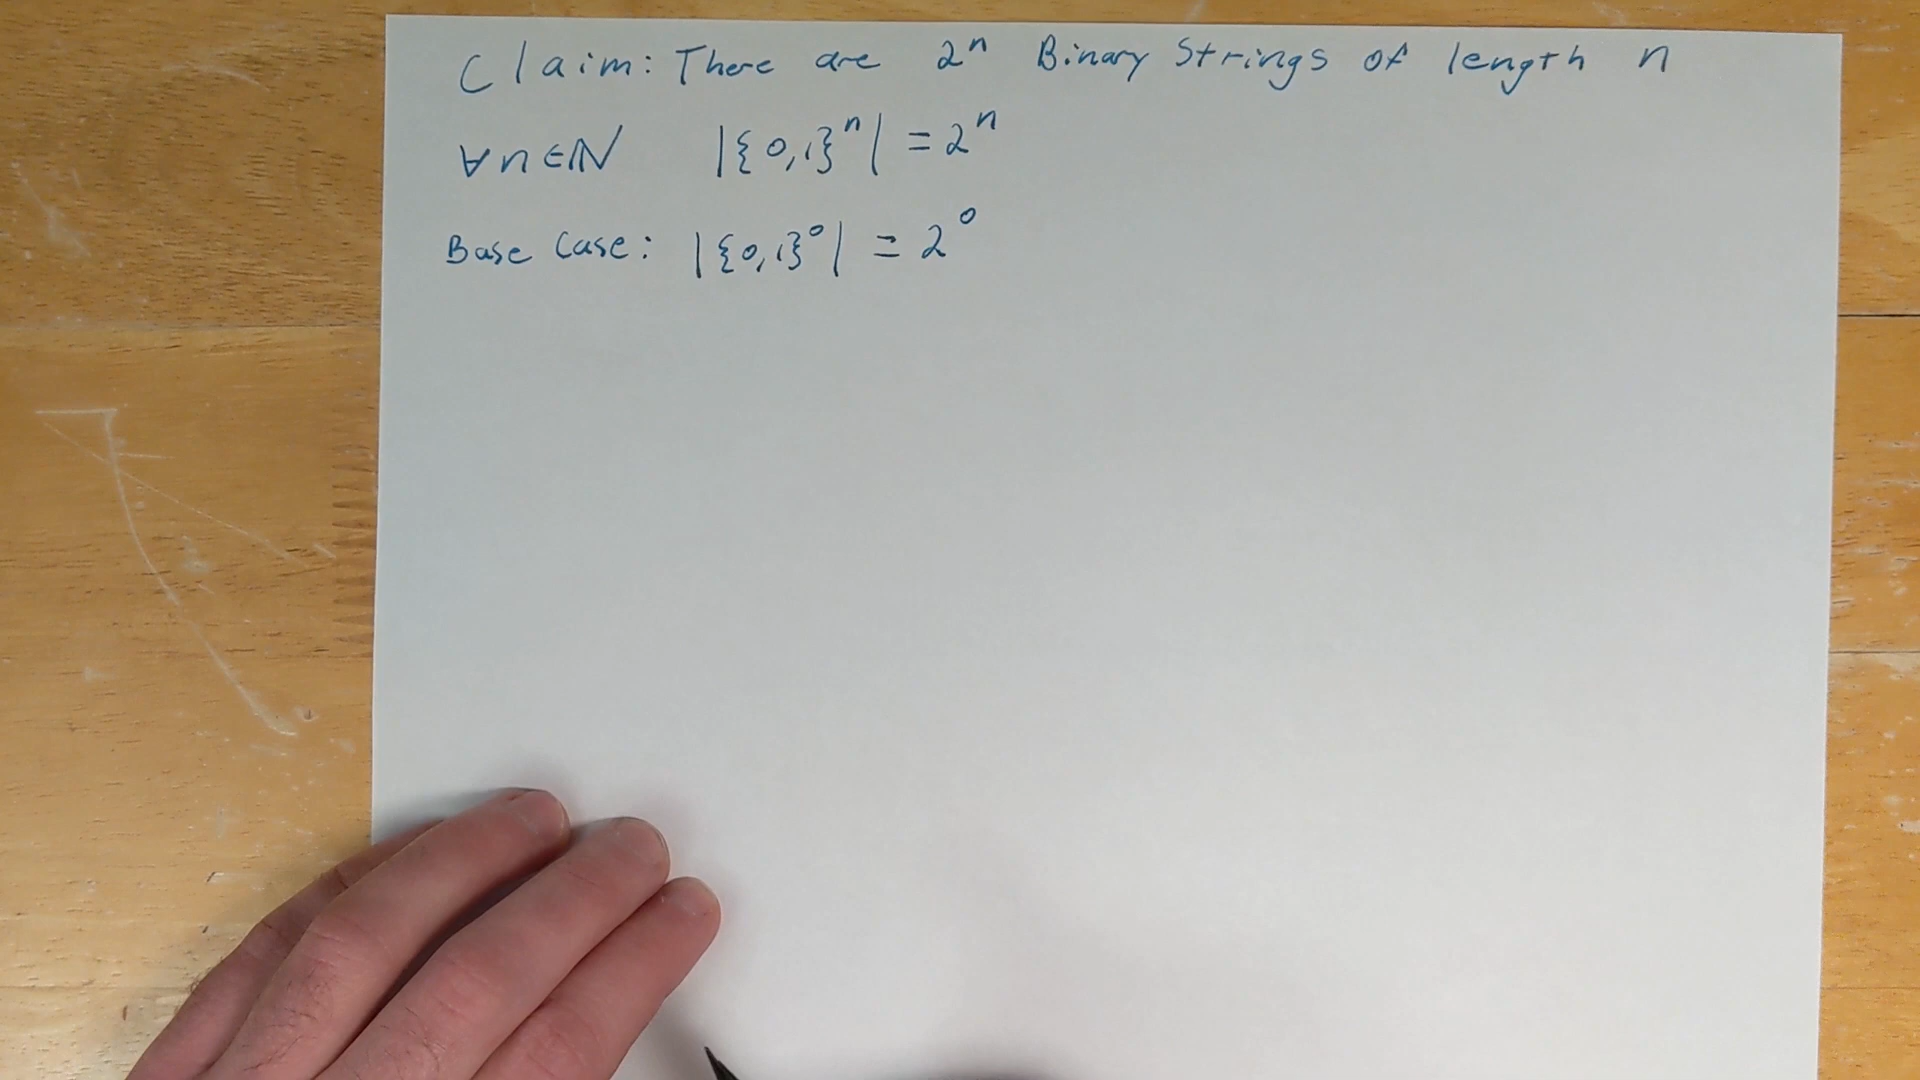 Claim: There are 2ⁿ Binary Strings of length n
∀n∈ℕ |{0,1}ⁿ| = 2ⁿ
Base Case: |{0,1}⁰| = 2⁰